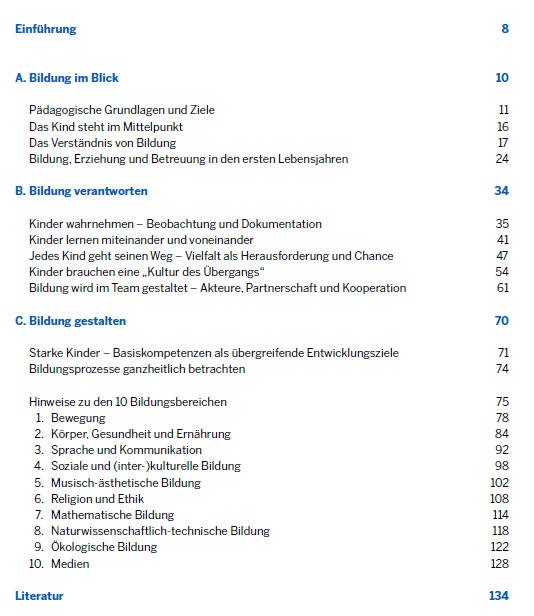 Einführung 8
A. Bildung im Blick 10
Pädagogische Grundlagen und Ziele 11
Das Kind steht im Mittelpunkt 16
Das Verständnis von Bildung 17
Bildung, Erziehung und Betreuung in den ersten Lebensjahren 24
B. Bildung verantworten 34
Kinder wahrnehmen – Beobachtung und Dokumentation 35
Kinder lernen miteinander und voneinander 41
Jedes Kind geht seinen Weg – Vielfalt als Herausforderung und Chance 47
Kinder brauchen eine „Kultur des Übergangs“ 54
Bildung wird im Team gestaltet – Akteure, Partnerschaft und Kooperation 61
C. Bildung gestalten 70
Starke Kinder – Basiskompetenzen als übergreifende Entwicklungsziele 71
Bildungsprozesse ganzheitlich betrachten 74
Hinweise zu den 10 Bildungsbereichen 75
1. Bewegung 78
2. Körper, Gesundheit und Ernährung 84
3. Sprache und Kommunikation 92
4. Soziale und (inter-)kulturelle Bildung 98
5. Musisch-ästhetische Bildung 102
6. Religion und Ethik 108
7. Mathematische Bildung 114
8. Naturwissenschaftlich-technische Bildung 118
9. Ökologische Bildung 122
10. Medien 128
Literatur 134